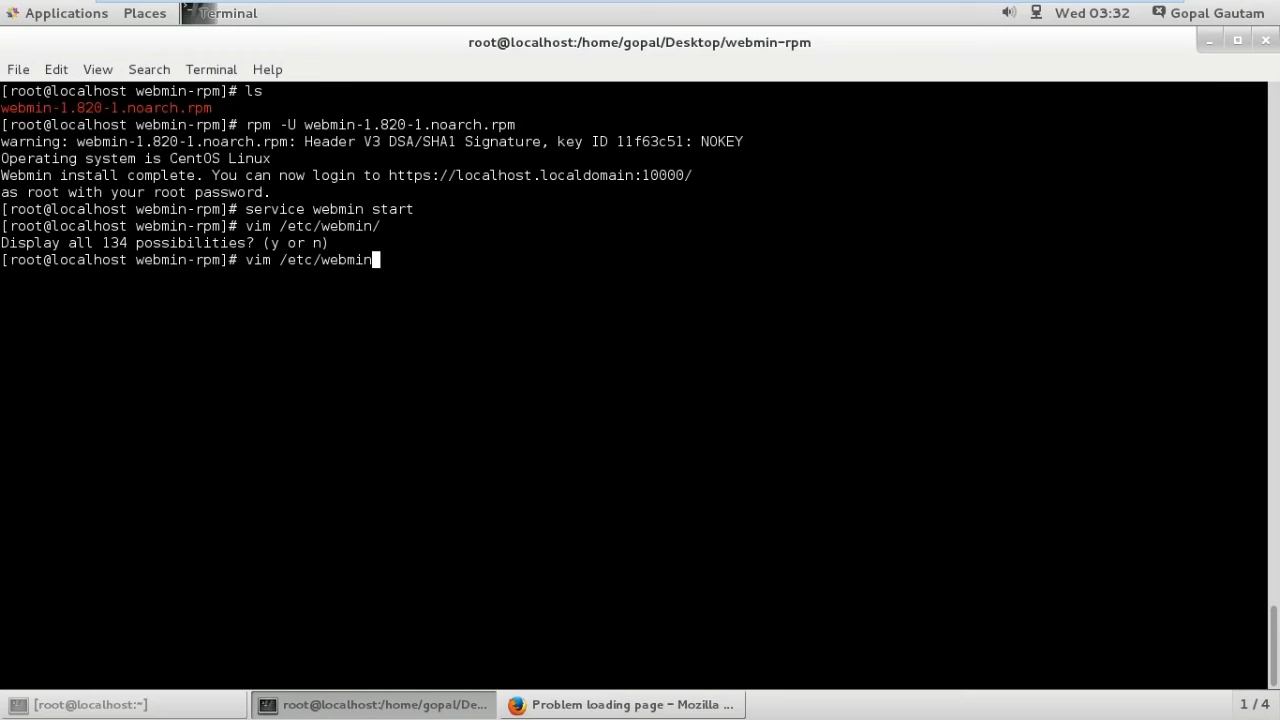 Applications Places Terminal Wed 03:32 Gopal Gautam
root@localhost:/home/gopal/Desktop/webmin-rpm
File Edit View Search Terminal Help
[root@localhost webmin-rpm]# ls
webmin-1.820-1.noarch.rpm
[root@localhost webmin-rpm]# rpm -U webmin-1.820-1.noarch.rpm
warning: webmin-1.820-1.noarch.rpm: Header V3 DSA/SHA1 Signature, key ID 11f63c51: NOKEY
Operating system is CentOS Linux
Webmin install complete. You can now login to https://localhost.localdomain:10000/
as root with your root password.
[root@localhost webmin-rpm]# service webmin start
[root@localhost webmin-rpm]# vim /etc/webmin/
Display all 134 possibilities? (y or n)
[root@localhost webmin-rpm]# vim /etc/webmin
[root@localhost:~] root@localhost:/home/gopal/De... Problem loading page – Mozilla ... 1 / 4